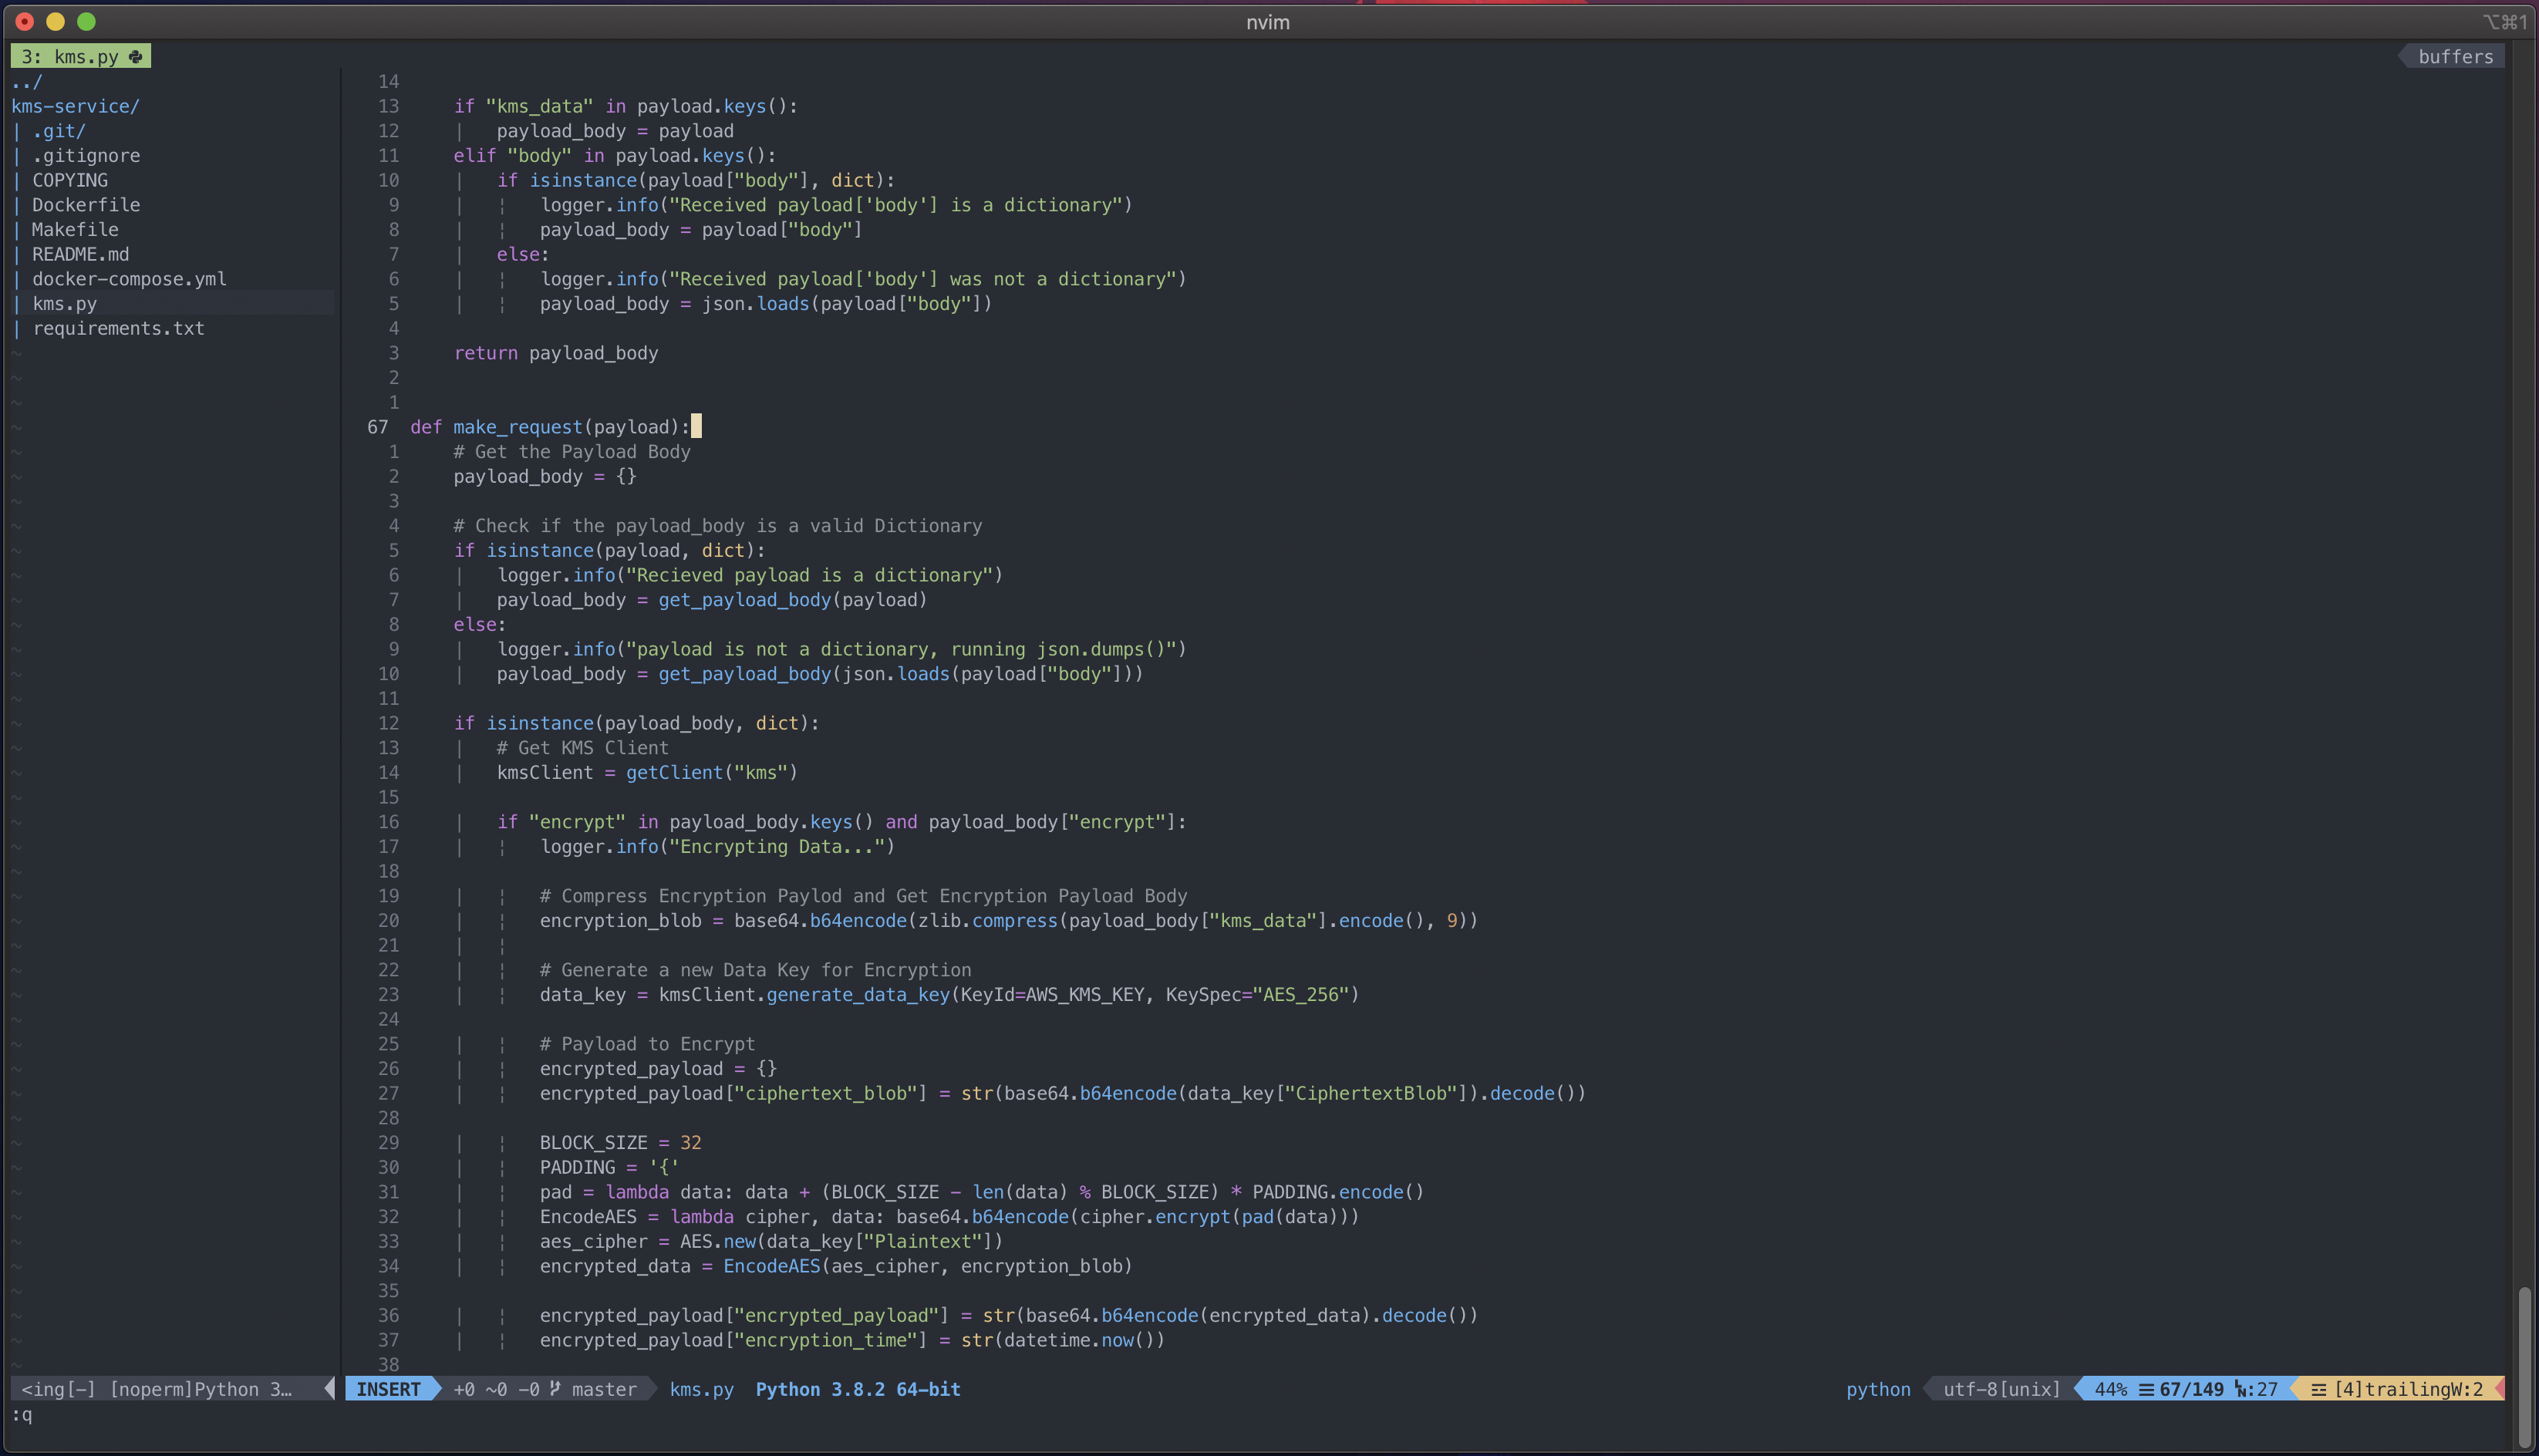 nvim
⌥⌘1
3: kms.py
buffers
../
kms-service/
| .git/
| .gitignore
| COPYING
| Dockerfile
| Makefile
| README.md
| docker-compose.yml
| kms.py
| requirements.txt
14
13     if "kms_data" in payload.keys():
12     |   payload_body = payload
11     elif "body" in payload.keys():
10     |   if isinstance(payload["body"], dict):
9     |   ¦   logger.info("Received payload['body'] is a dictionary")
8     |   ¦   payload_body = payload["body"]
7     |   else:
6     |   ¦   logger.info("Received payload['body'] was not a dictionary")
5     |   ¦   payload_body = json.loads(payload["body"])
4
3     return payload_body
2
1
67  def make_request(payload):
1     # Get the Payload Body
2     payload_body = {}
3
4     # Check if the payload_body is a valid Dictionary
5     if isinstance(payload, dict):
6     |   logger.info("Recieved payload is a dictionary")
7     |   payload_body = get_payload_body(payload)
8     else:
9     |   logger.info("payload is not a dictionary, running json.dumps()")
10     |   payload_body = get_payload_body(json.loads(payload["body"]))
11
12     if isinstance(payload_body, dict):
13     |   # Get KMS Client
14     |   kmsClient = getClient("kms")
15
16     |   if "encrypt" in payload_body.keys() and payload_body["encrypt"]:
17     |   ¦   logger.info("Encrypting Data...")
18
19     |   ¦   # Compress Encryption Paylod and Get Encryption Payload Body
20     |   ¦   encryption_blob = base64.b64encode(zlib.compress(payload_body["kms_data"].encode(), 9))
21     |   ¦
22     |   ¦   # Generate a new Data Key for Encryption
23     |   ¦   data_key = kmsClient.generate_data_key(KeyId=AWS_KMS_KEY, KeySpec="AES_256")
24
25     |   ¦   # Payload to Encrypt
26     |   ¦   encrypted_payload = {}
27     |   ¦   encrypted_payload["ciphertext_blob"] = str(base64.b64encode(data_key["CiphertextBlob"]).decode())
28
29     |   ¦   BLOCK_SIZE = 32
30     |   ¦   PADDING = '{'
31     |   ¦   pad = lambda data: data + (BLOCK_SIZE - len(data) % BLOCK_SIZE) * PADDING.encode()
32     |   ¦   EncodeAES = lambda cipher, data: base64.b64encode(cipher.encrypt(pad(data)))
33     |   ¦   aes_cipher = AES.new(data_key["Plaintext"])
34     |   ¦   encrypted_data = EncodeAES(aes_cipher, encryption_blob)
35
36     |   ¦   encrypted_payload["encrypted_payload"] = str(base64.b64encode(encrypted_data).decode())
37     |   ¦   encrypted_payload["encryption_time"] = str(datetime.now())
38
<ing[-] [noperm]Python 3… INSERT +0 ~0 -0 master kms.py Python 3.8.2 64-bit python utf-8[unix] 44% ☰ 67/149 :27 ☲ [4]trailingW:2
:q